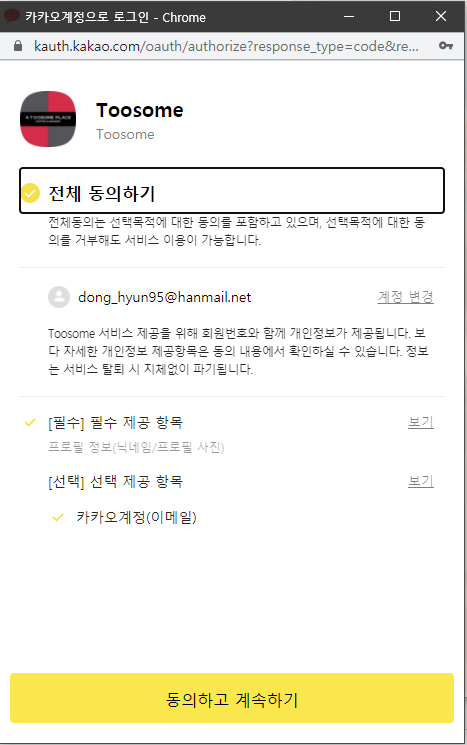 카카오계정으로 로그인 - Chrome
kauth.kakao.com/oauth/authorize?response_type=code&re...
A TOOSOME PLACE
Toosome
Toosome
전체 동의하기
전체동의는 선택목적에 대한 동의를 포함하고 있으며, 선택목적에 대한 동
의를 거부해도 서비스 이용이 가능합니다.
dong_hyun95@hanmail.net 계정 변경
Toosome 서비스 제공을 위해 회원번호와 함께 개인정보가 제공됩니다. 보
다 자세한 개인정보 제공항목은 동의 내용에서 확인하실 수 있습니다. 정보
는 서비스 탈퇴 시 지체없이 파기됩니다.
[필수] 필수 제공 항목 보기
프로필 정보(닉네임/프로필 사진)
[선택] 선택 제공 항목 보기
카카오계정(이메일)
동의하고 계속하기